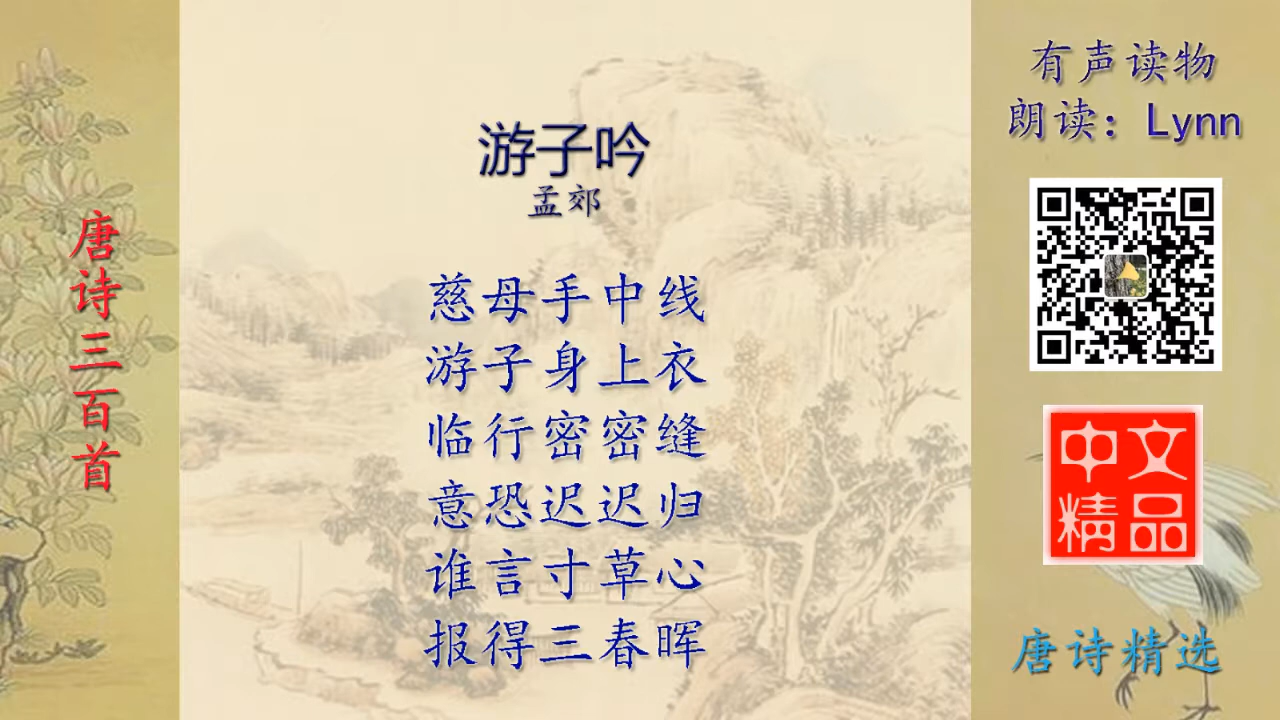 唐诗三百首
游子吟
孟郊
慈母手中线
游子身上衣
临行密密缝
意恐迟迟归
谁言寸草心
报得三春晖
有声读物
朗读：Lynn
中文
精品
唐诗精选